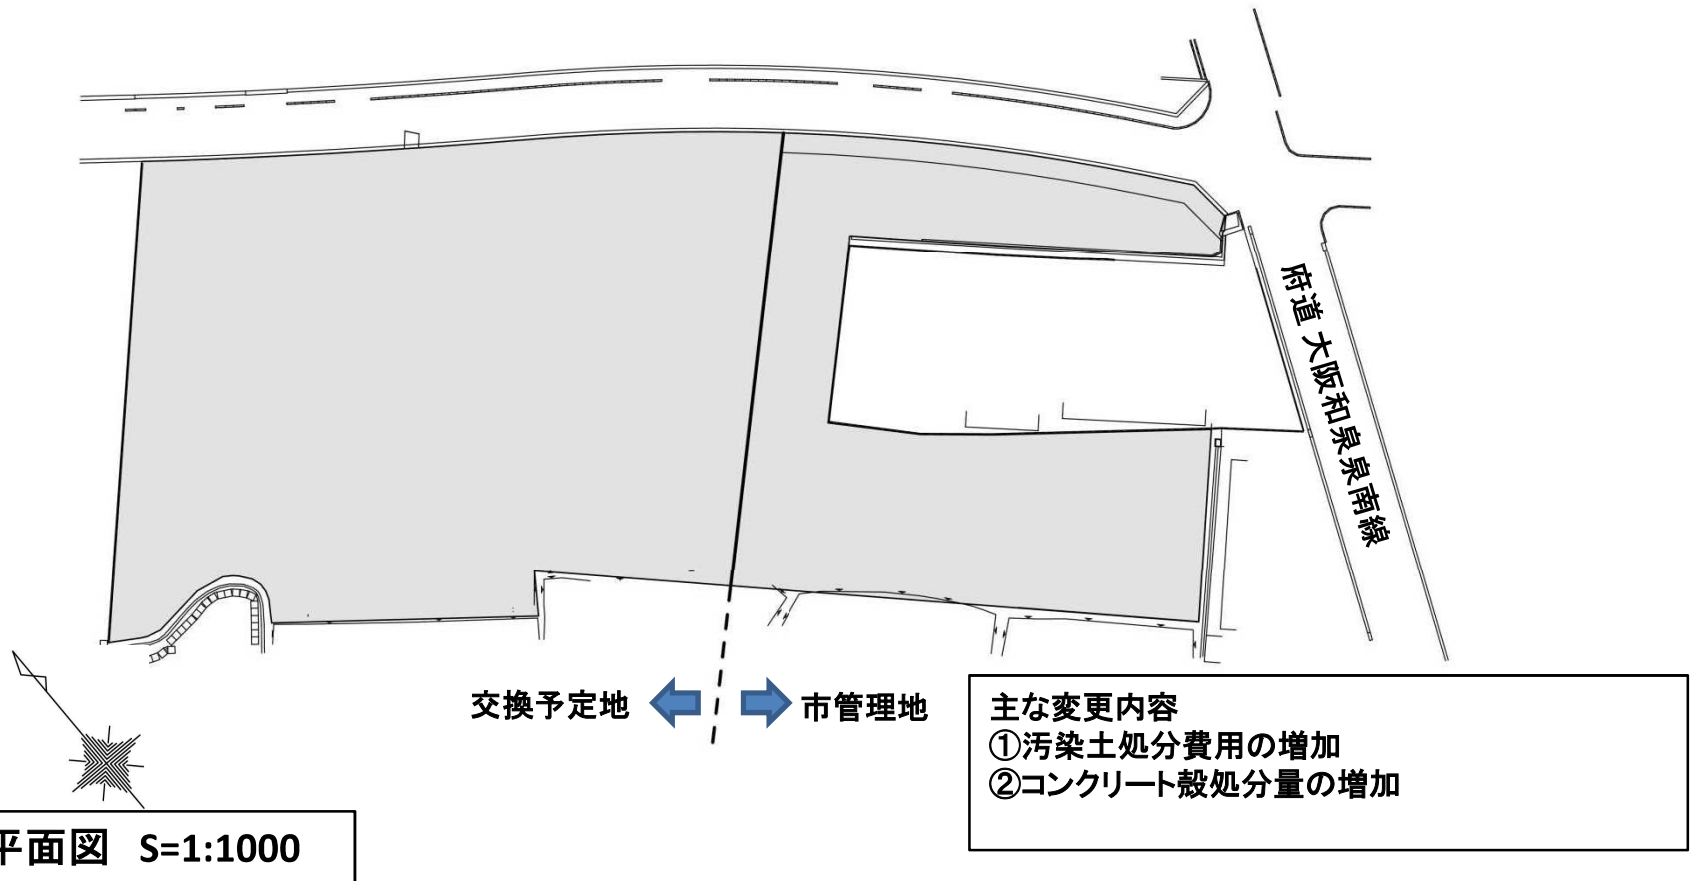 府道 大阪和泉泉南線
交換予定地
市管理地
主な変更内容
①汚染土処分費用の増加
②コンクリート殻処分量の増加
平面図 S=1:1000